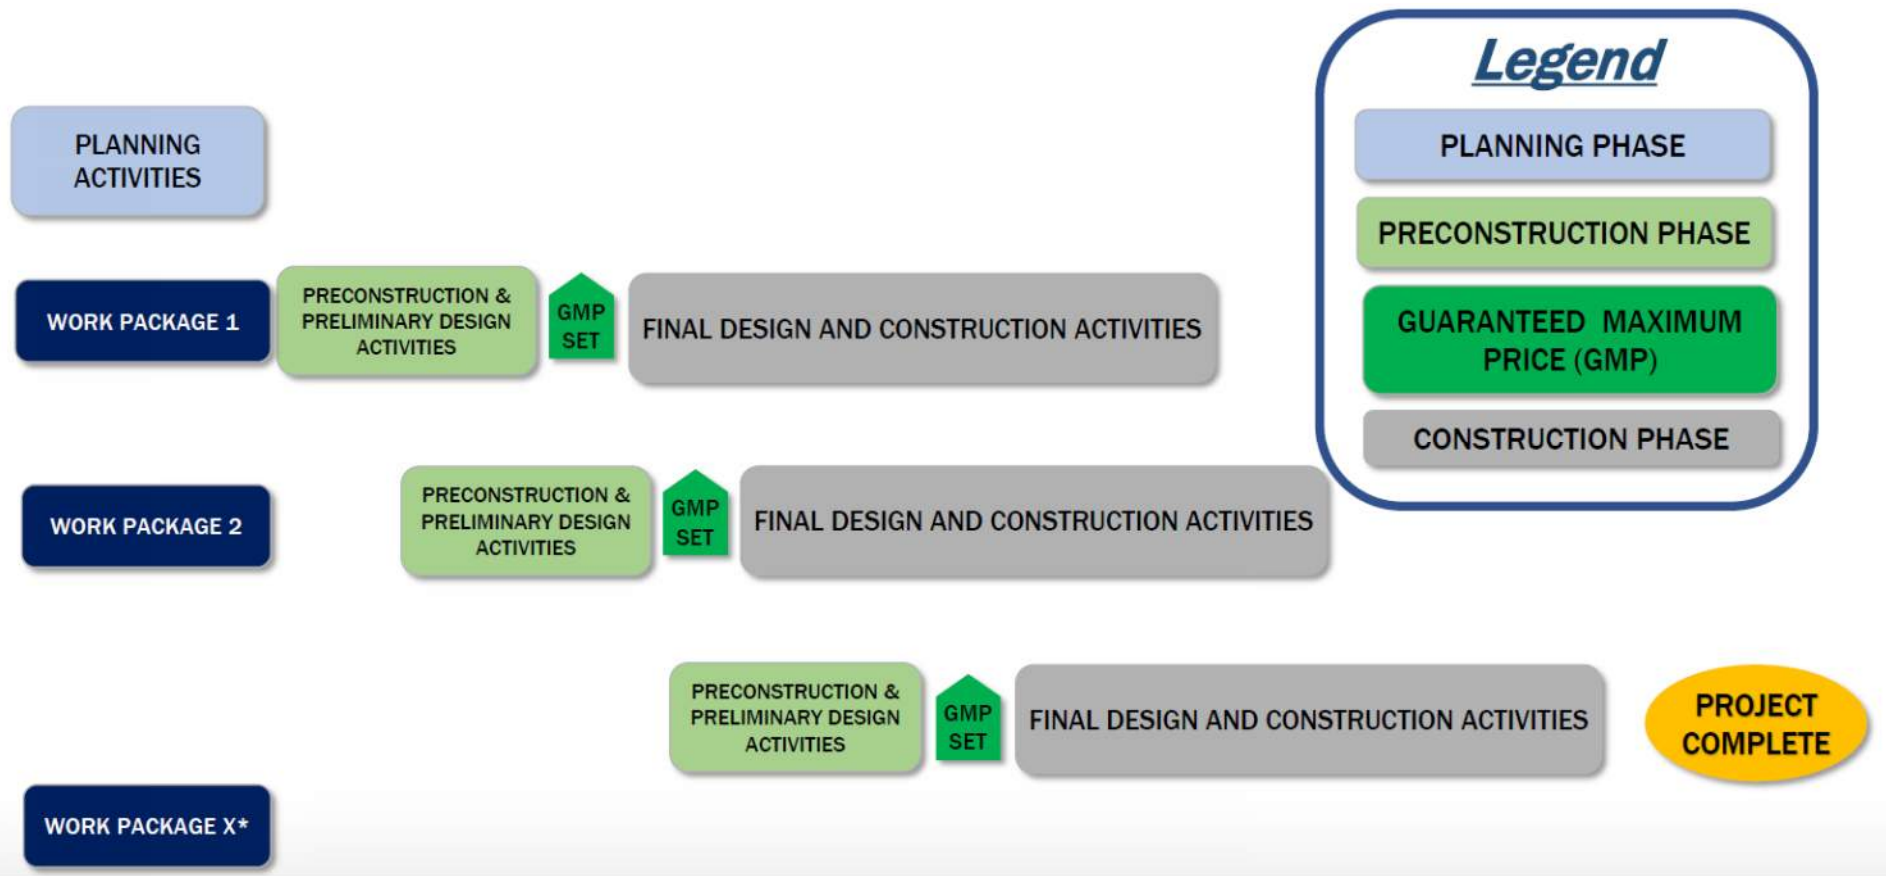 Legend
PLANNING PHASE
PRECONSTRUCTION PHASE
GUARANTEED MAXIMUM
PRICE (GMP)
CONSTRUCTION PHASE
PLANNING
ACTIVITIES
WORK PACKAGE 1
PRECONSTRUCTION &
PRELIMINARY DESIGN
ACTIVITIES
GMP
SET
FINAL DESIGN AND CONSTRUCTION ACTIVITIES
WORK PACKAGE 2
PRECONSTRUCTION &
PRELIMINARY DESIGN
ACTIVITIES
GMP
SET
FINAL DESIGN AND CONSTRUCTION ACTIVITIES
PRECONSTRUCTION &
PRELIMINARY DESIGN
ACTIVITIES
GMP
SET
FINAL DESIGN AND CONSTRUCTION ACTIVITIES
PROJECT
COMPLETE
WORK PACKAGE X*